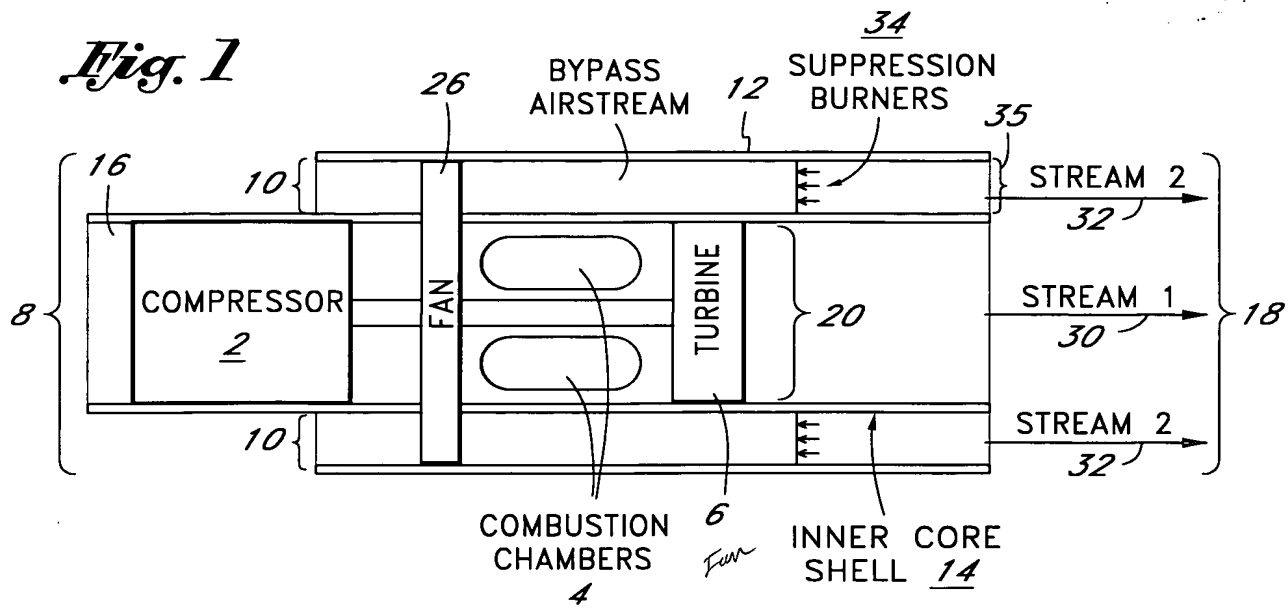 Fig. 1
34
SUPPRESSION
BURNERS
BYPASS
AIRSTREAM
26
12
35
16
10
STREAM 2
32
8
COMPRESSOR
2
FAN
TURBINE
20
STREAM 1
30
18
10
STREAM 2
32
COMBUSTION
CHAMBERS
4
6
INNER CORE
SHELL 14